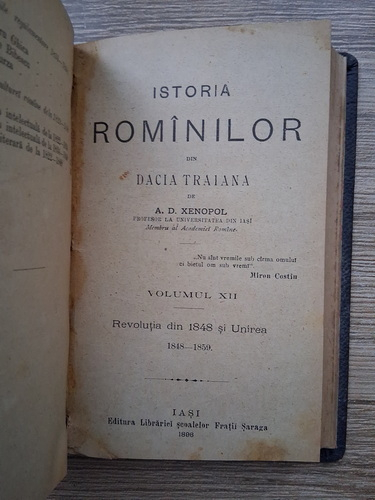 ISTORIA
ROMÎNILOR
DIN
DACIA TRAIANA
DE
A. D. XENOPOL
PROFESOR LA UNIVERSITATEA DIN IAȘI
Membru al Academiei Romîne
„Nu sînt vremile sub cîrma omului
ci bietul om sub vremi"
Miron Costin
VOLUMUL XII
Revoluția din 1848 și Unirea
1848—1859.
IAȘI
Editura Librăriei școalelor Frații Șaraga
1896